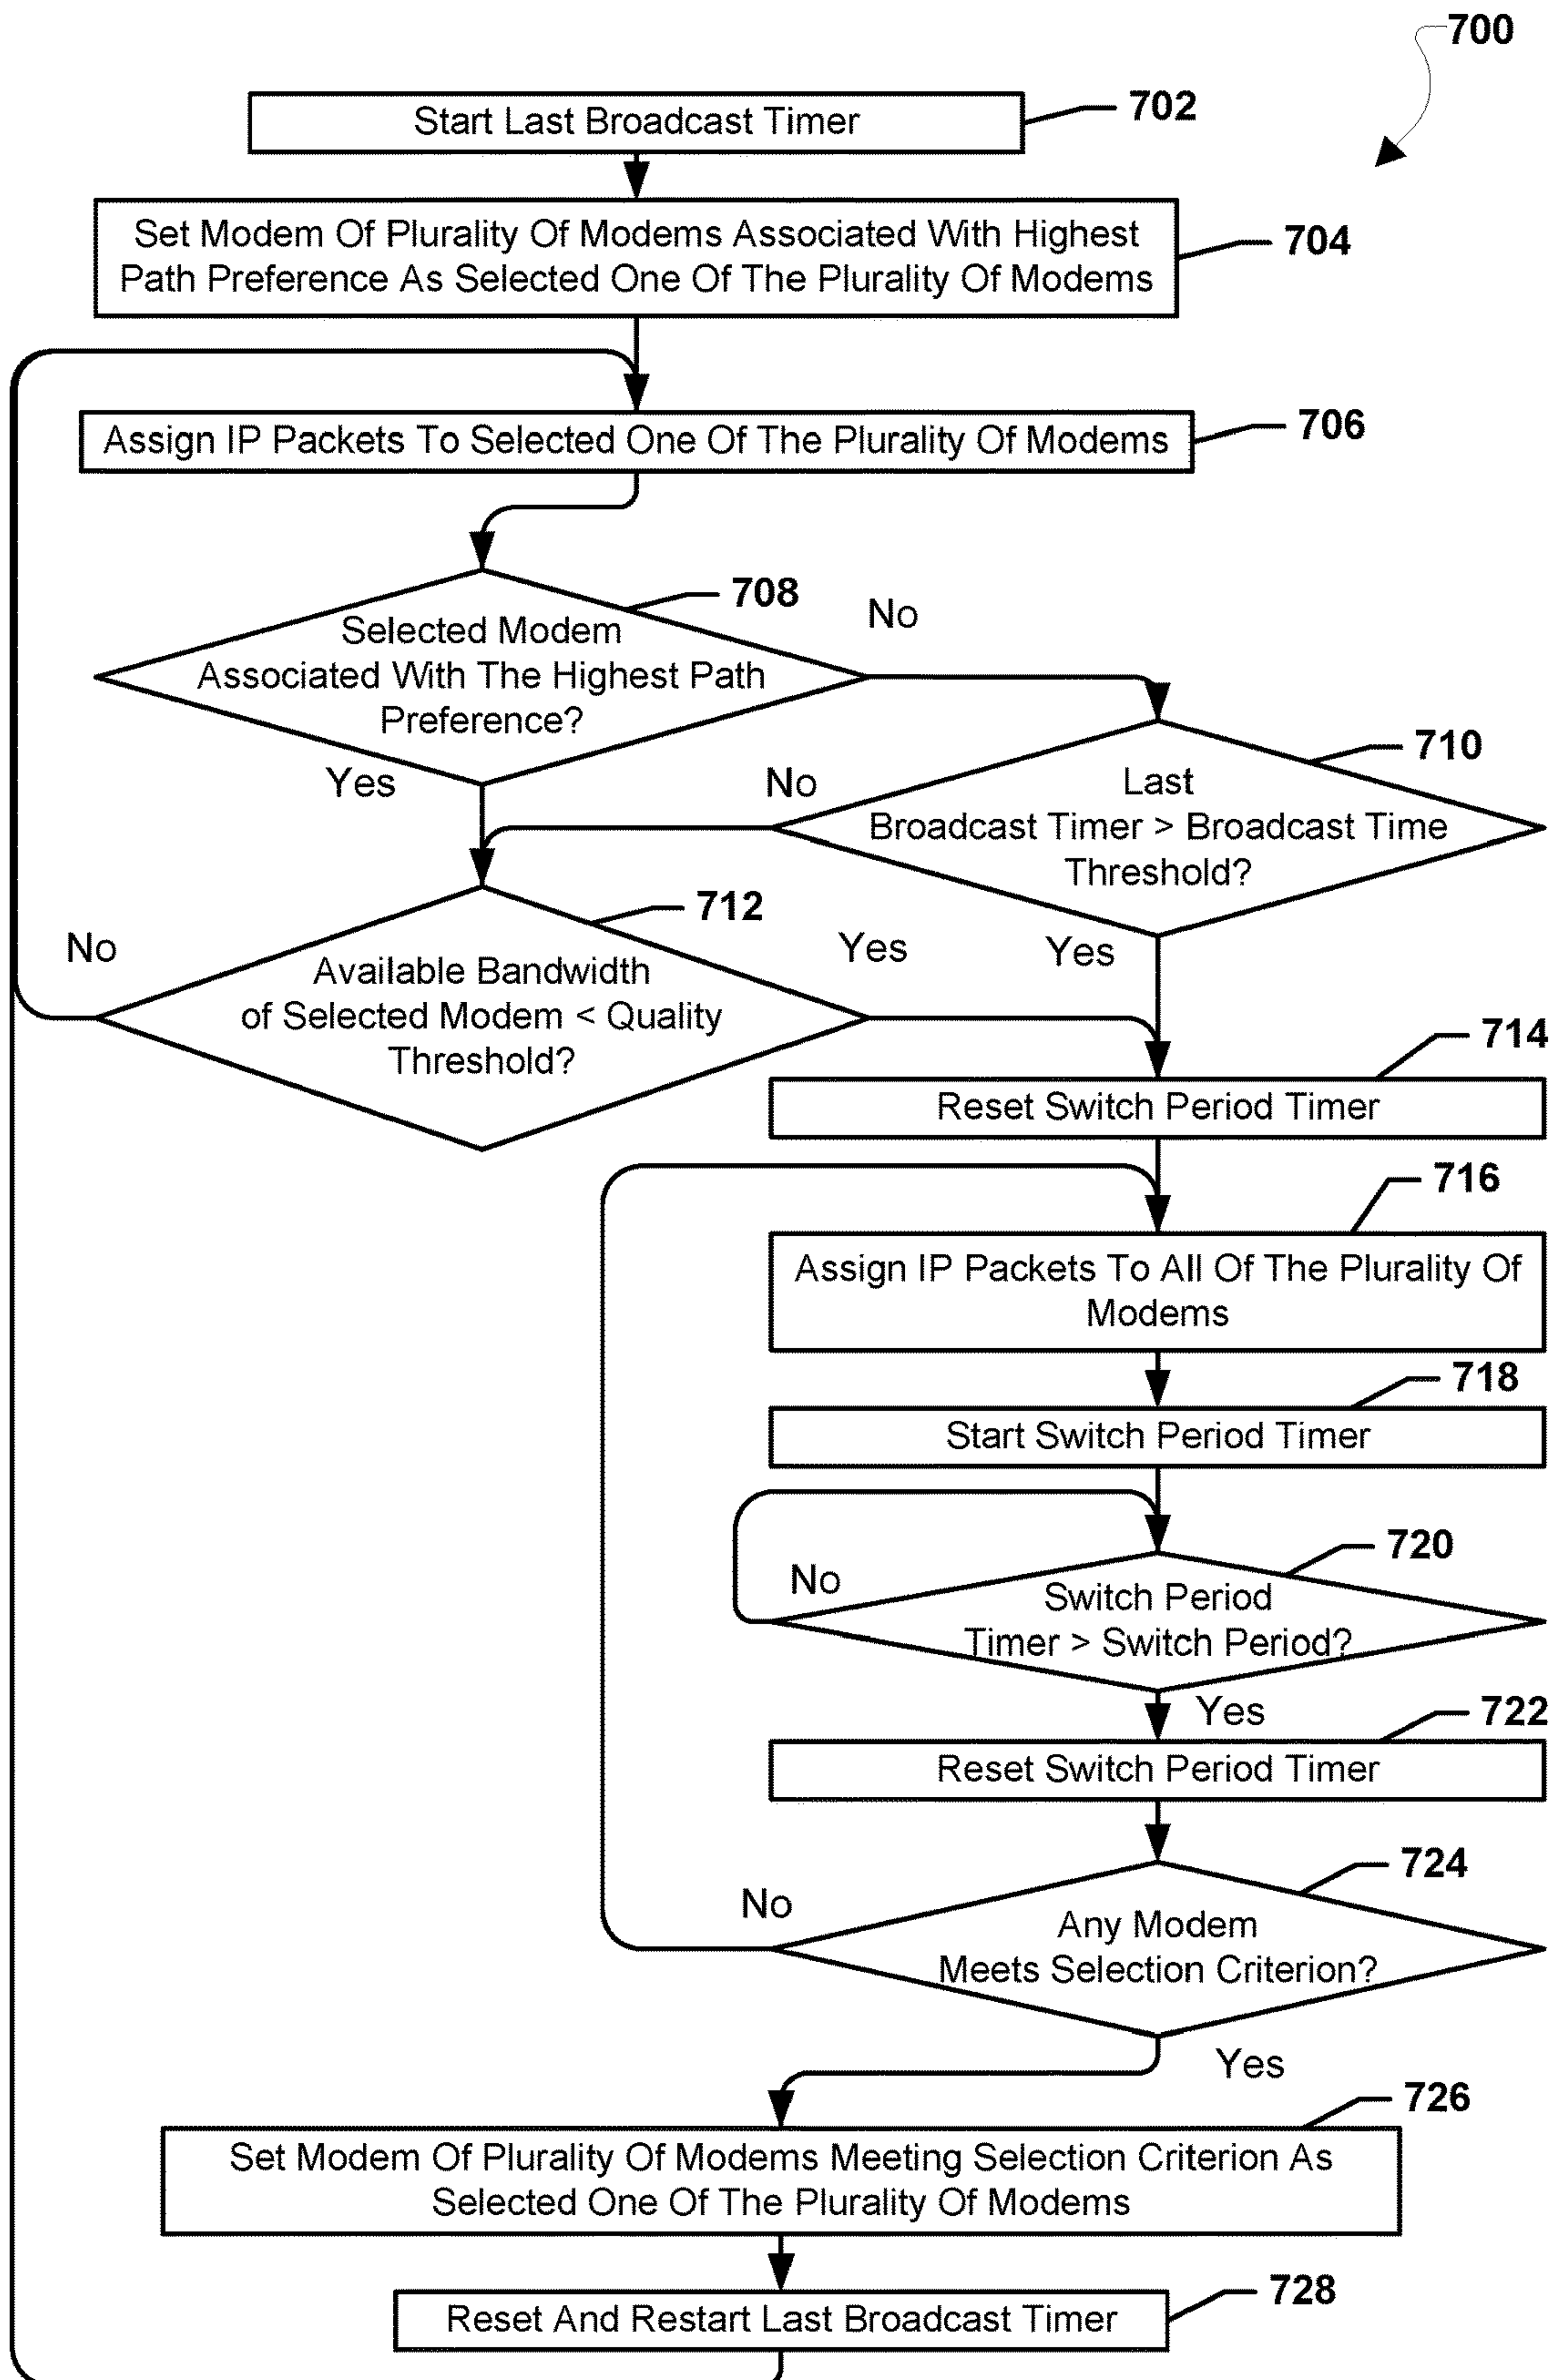 700
Start Last Broadcast Timer
702
Set Modem Of Plurality Of Modems Associated With Highest
Path Preference As Selected One Of The Plurality Of Modems
704
Assign IP Packets To Selected One Of The Plurality Of Modems
706
708
No
Selected Modem
Associated With The Highest Path
Preference?
Yes
710
No
Last
Broadcast Timer > Broadcast Time
Threshold?
712
No
Yes
Yes
Available Bandwidth
of Selected Modem < Quality
Threshold?
714
Reset Switch Period Timer
716
Assign IP Packets To All Of The Plurality Of
Modems
718
Start Switch Period Timer
720
No
Switch Period
Timer > Switch Period?
Yes
722
Reset Switch Period Timer
724
No
Any Modem
Meets Selection Criterion?
Yes
726
Set Modem Of Plurality Of Modems Meeting Selection Criterion As
Selected One Of The Plurality Of Modems
728
Reset And Restart Last Broadcast Timer